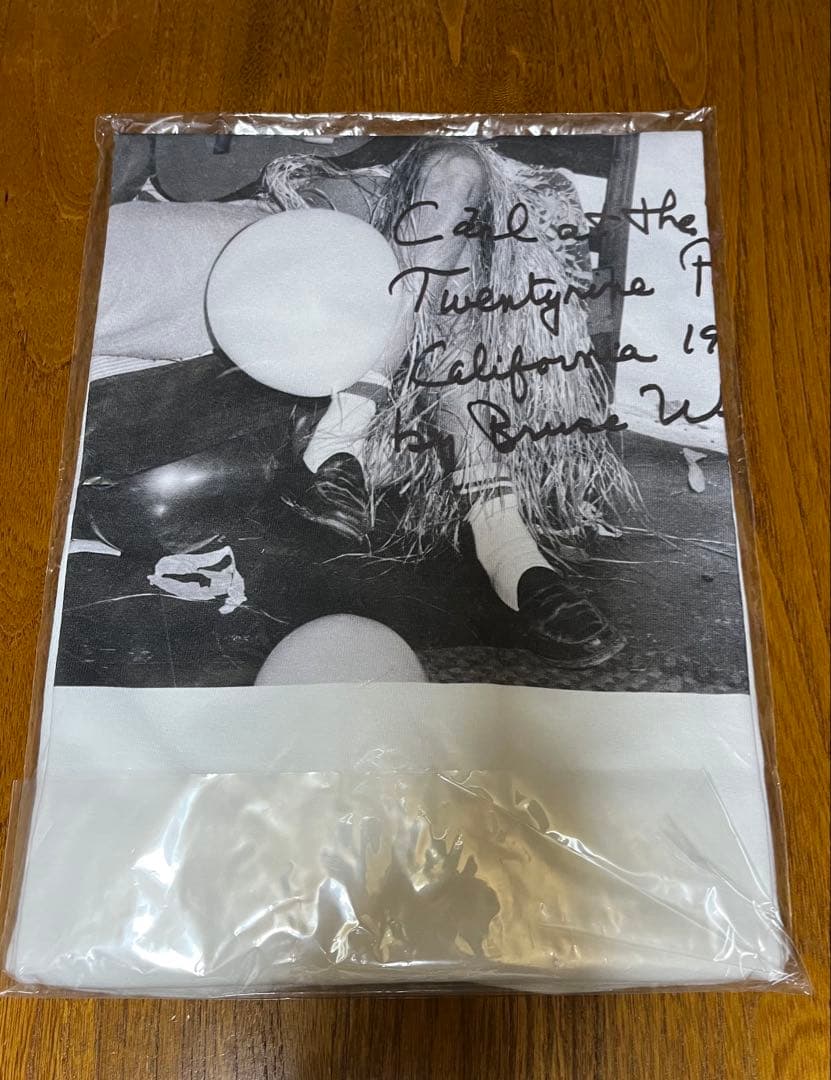 Carl at the
Twentynine P
California 19
by Bruce W